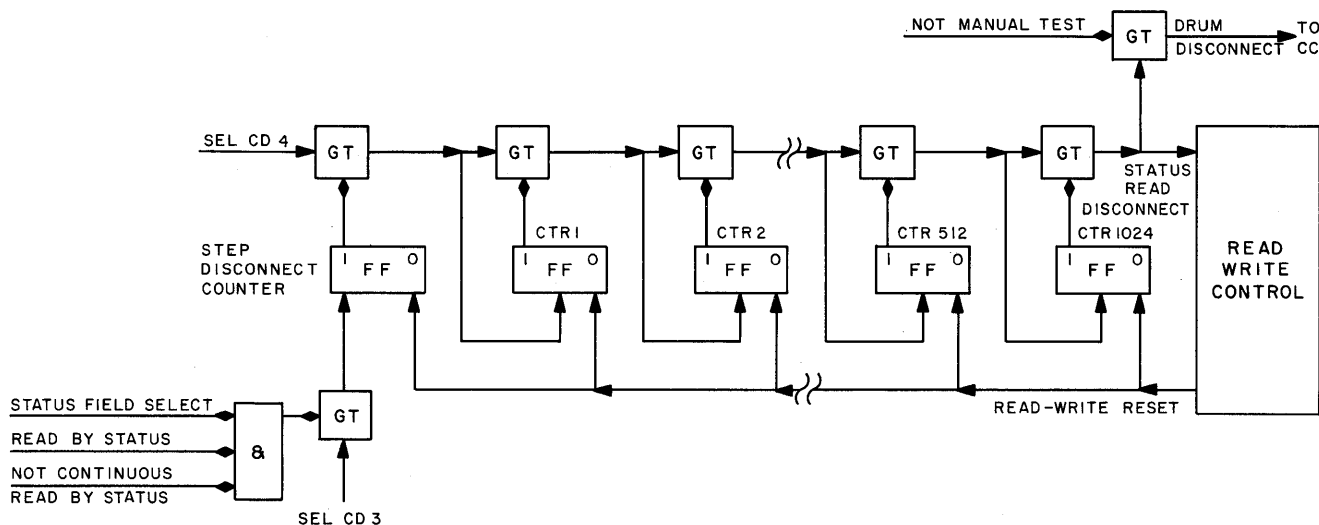 NOT MANUAL TEST
GT
DRUM
DISCONNECT
TO
CC
SEL CD 4
GT
GT
GT
GT
GT
STATUS
READ
DISCONNECT
READ
WRITE
CONTROL
STEP
DISCONNECT
COUNTER
1 FF 0
CTR 1
1 FF 0
CTR 2
1 FF 0
CTR 512
1 FF 0
CTR 1024
1 FF 0
READ-WRITE RESET
STATUS FIELD SELECT
READ BY STATUS
NOT CONTINUOUS
READ BY STATUS
&
GT
SEL CD 3